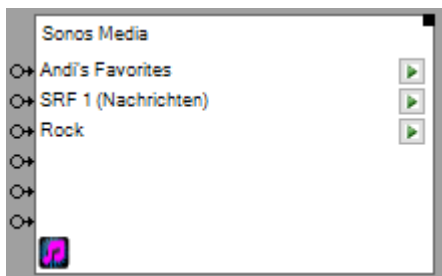 Sonos Media
Andi's Favorites
SRF 1 (Nachrichten)
Rock